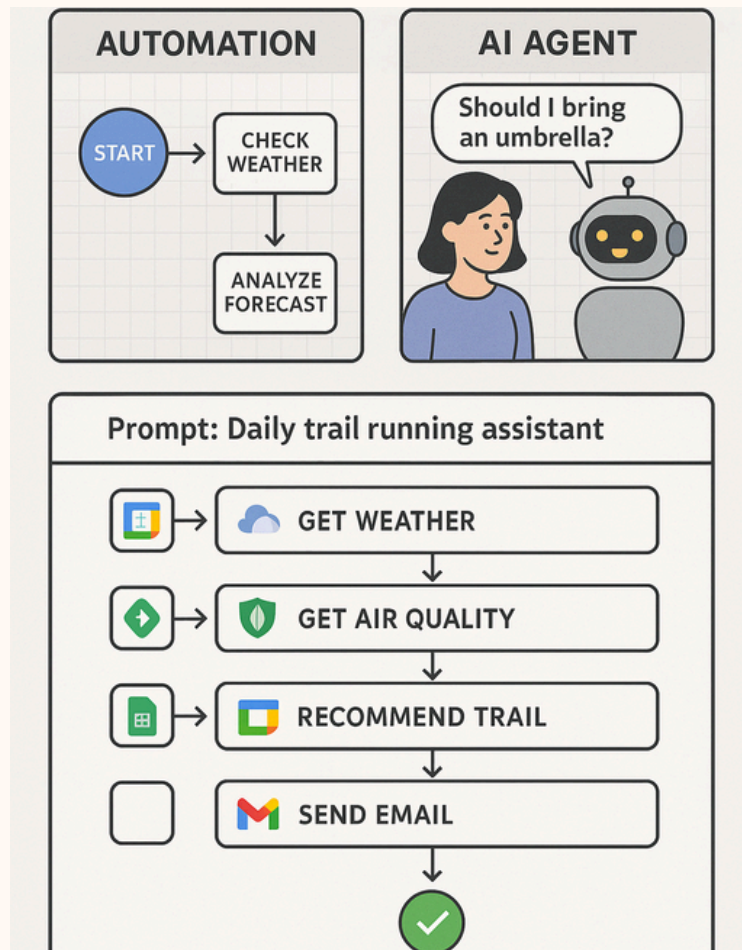 AUTOMATION
START
CHECK
WEATHER
ANALYZE
FORECAST
AI AGENT
Should I bring
an umbrella?
Prompt: Daily trail running assistant
GET WEATHER
GET AIR QUALITY
RECOMMEND TRAIL
SEND EMAIL